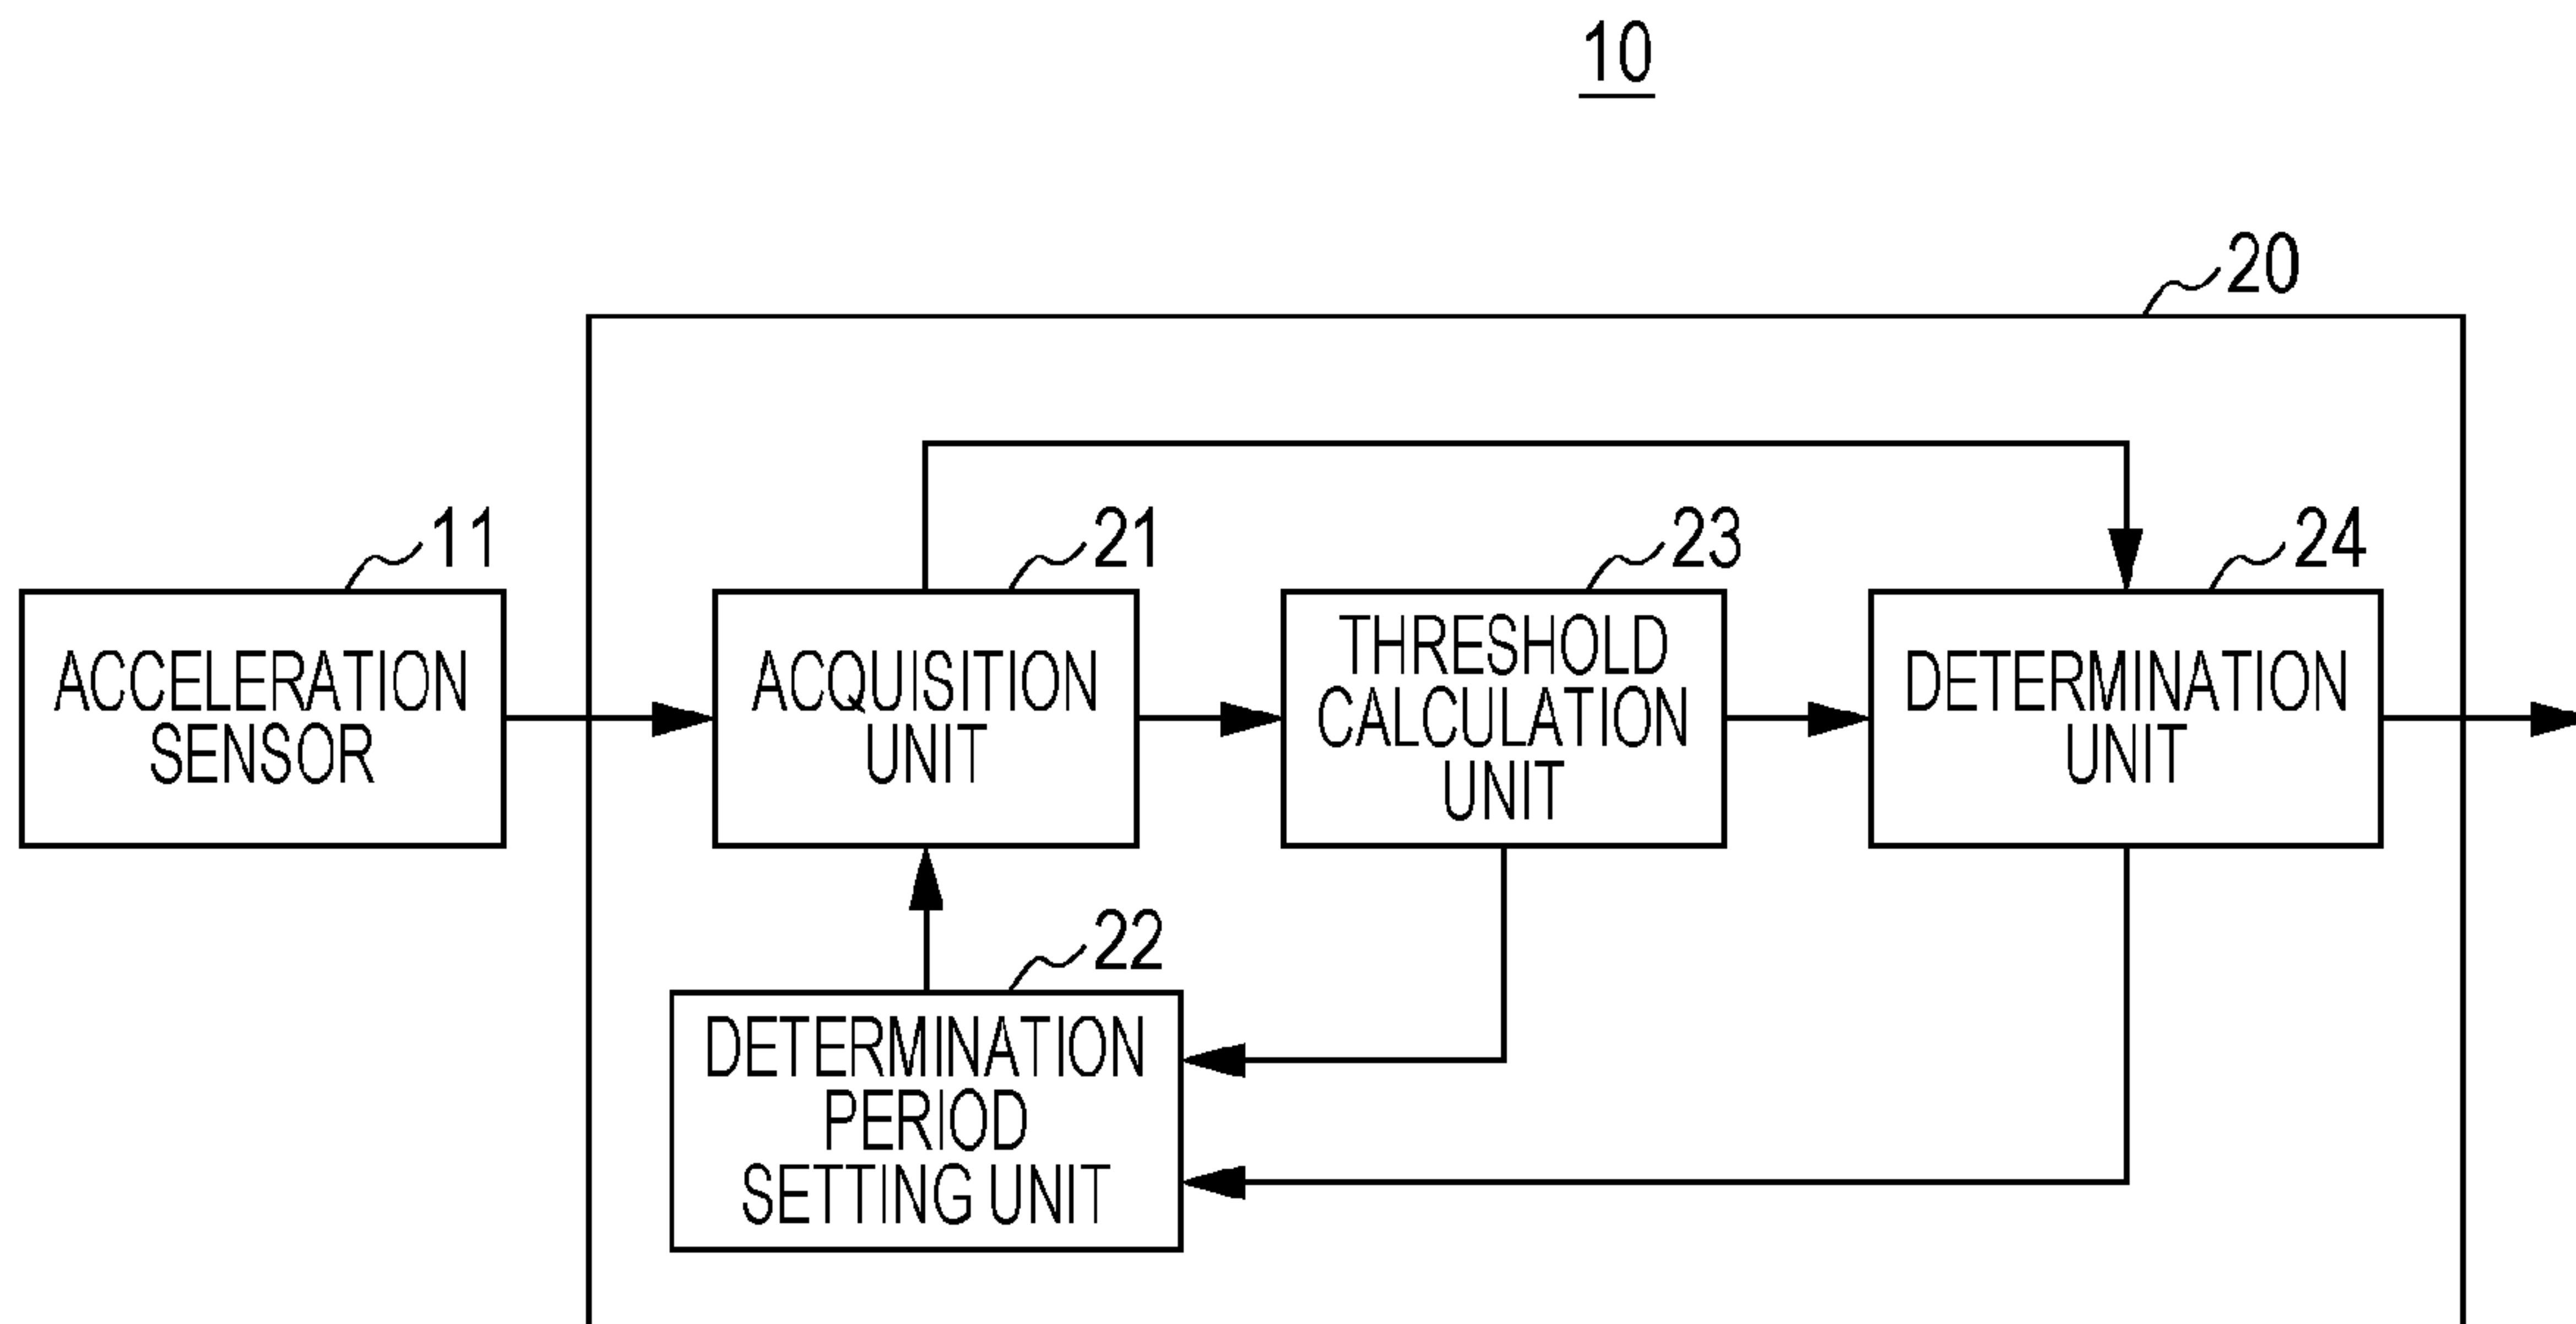 10
20
11
21
23
24
ACCELERATION
SENSOR
ACQUISITION
UNIT
THRESHOLD
CALCULATION
UNIT
DETERMINATION
UNIT
22
DETERMINATION
PERIOD
SETTING UNIT